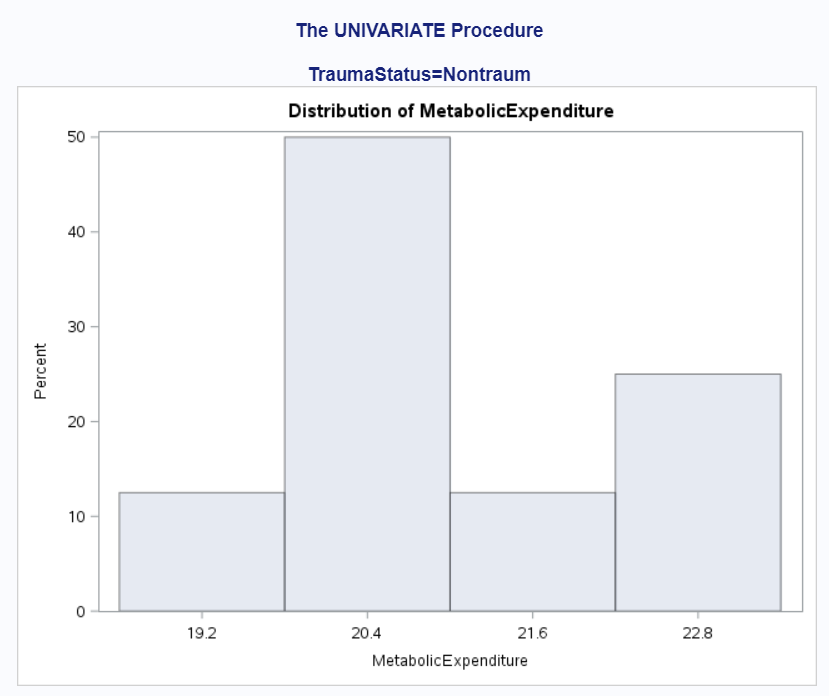 The UNIVARIATE Procedure
TraumaStatus=Nontraum
Distribution of MetabolicExpenditure
50
40
30
20
10
0
Percent
19.2 20.4 21.6 22.8
MetabolicExpenditure